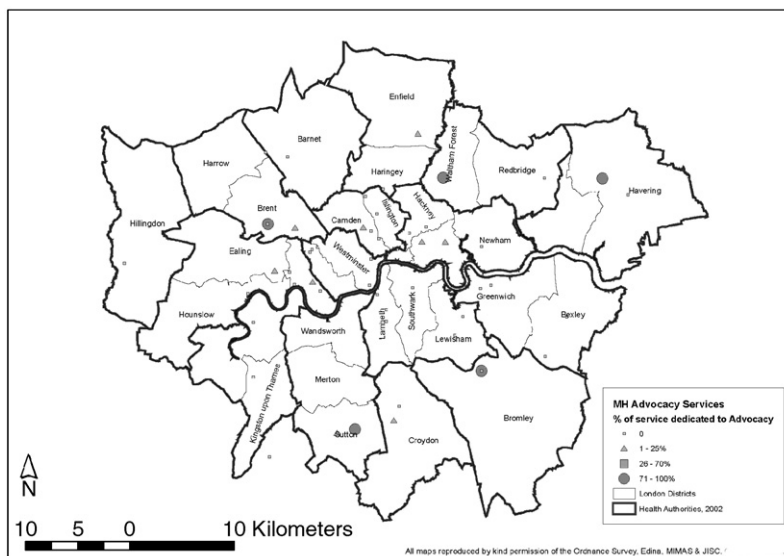 Enfield
Barnet
Harrow
Haringey
Waltham Forest
Redbridge
Havering
Hillingdon
Brent
Camden
Islington
Hackney
Newham
Ealing
Westminster
Hounslow
Greenwich
Bexley
Wandsworth
Lambeth
Southwark
Lewisham
Merton
Kingston upon Thames
Sutton
Croydon
Bromley
MH Advocacy Services
% of service dedicated to Advocacy
0
1 - 25%
26 - 70%
71 - 100%
London Districts
Health Authorities, 2002
N
10 5 0 10 Kilometers
All maps reproduced by kind permission of the Ordnance Survey, Edina, MIMAS & JISC.